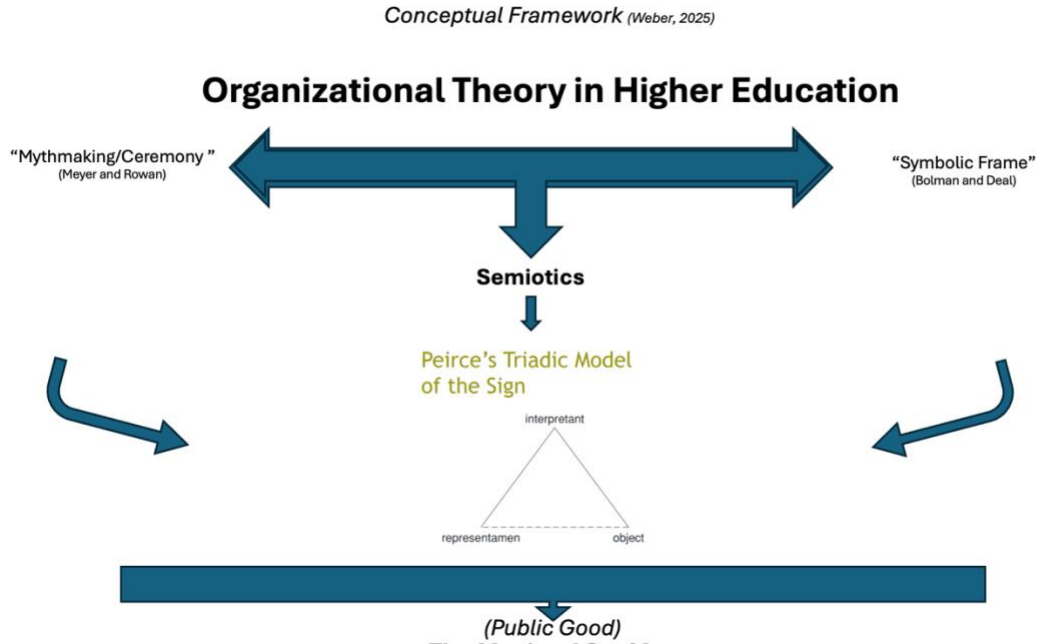 Conceptual Framework (Weber, 2025)
Organizational Theory in Higher Education
“Mythmaking/Ceremony ”
(Meyer and Rowan)
“Symbolic Frame”
(Bolman and Deal)
Semiotics
Peirce’s Triadic Model
of the Sign
interpretant
representamen
object
(Public Good)